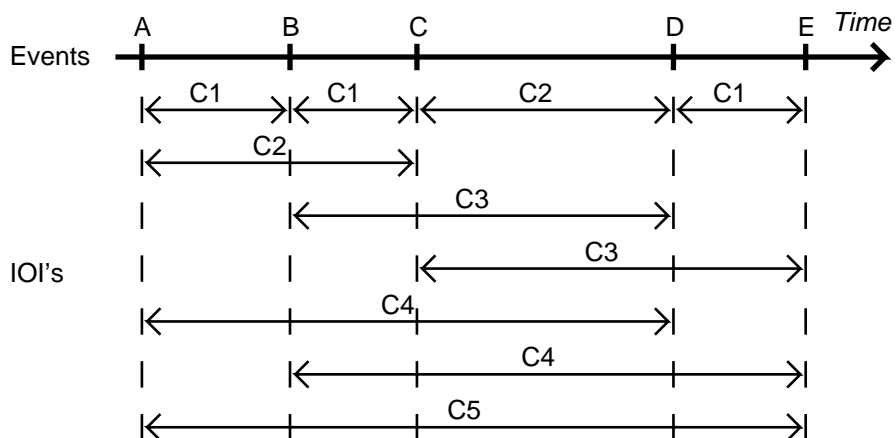 A B C D E Time
Events
C1 C1 C2 C1
C2
C3
IOI's C3
C4
C4
C5